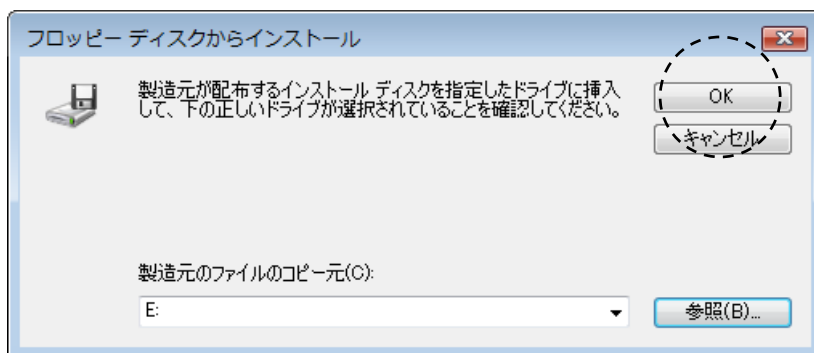 フロッピー ディスクからインストール
製造元が配布するインストール ディスクを指定したドライブに挿入
して、下の正しいドライブが選択されていることを確認してください。
OK
キャンセル
製造元のファイルのコピー元(C):
E:
参照(B)...